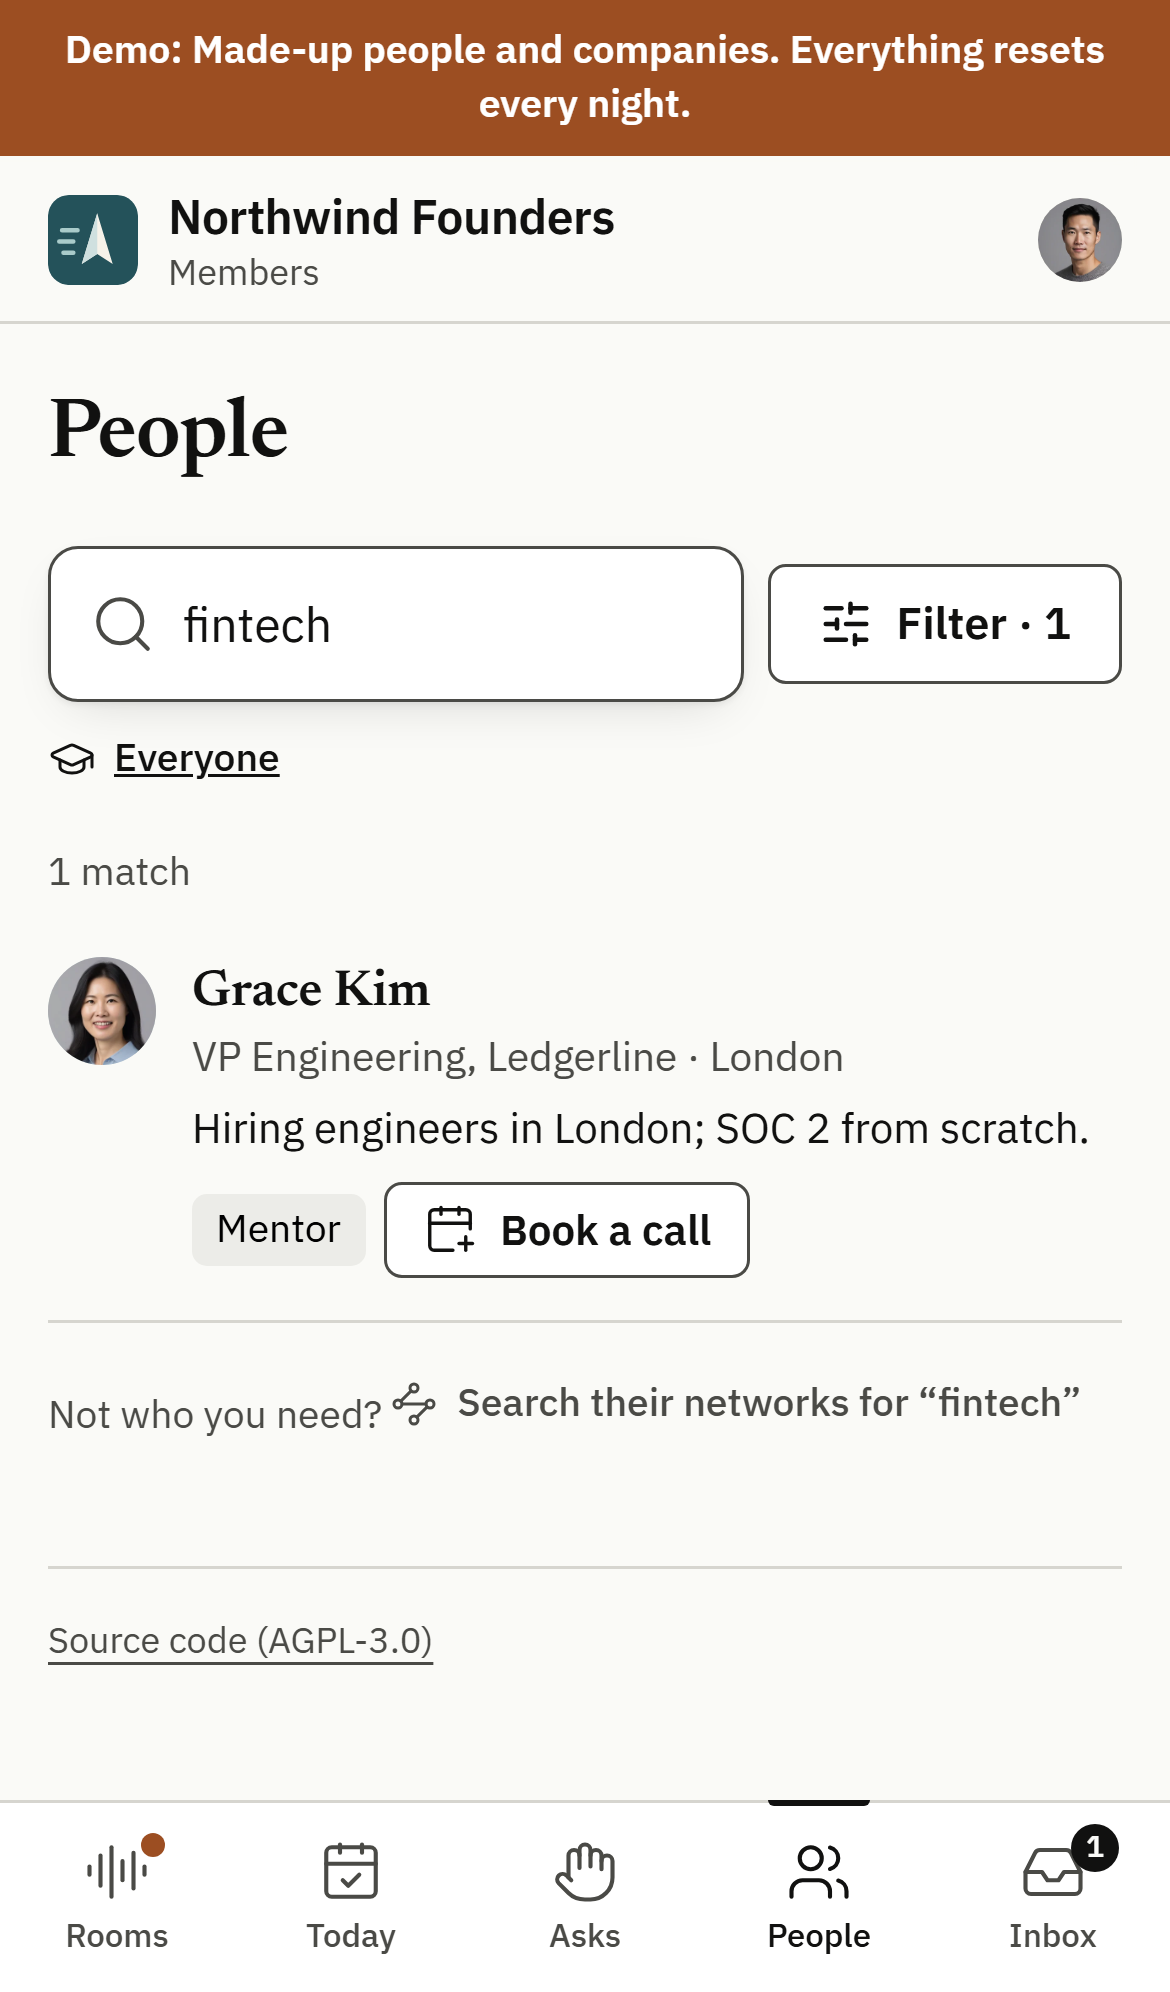 Demo: Made-up people and companies. Everything resets
every night.
Northwind Founders
Members
People
fintech
Filter · 1
Everyone
1 match
Grace Kim
VP Engineering, Ledgerline · London
Hiring engineers in London; SOC 2 from scratch.
Mentor
Book a call
Not who you need? Search their networks for “fintech”
Source code (AGPL-3.0)
1
Rooms
Today
Asks
People
Inbox